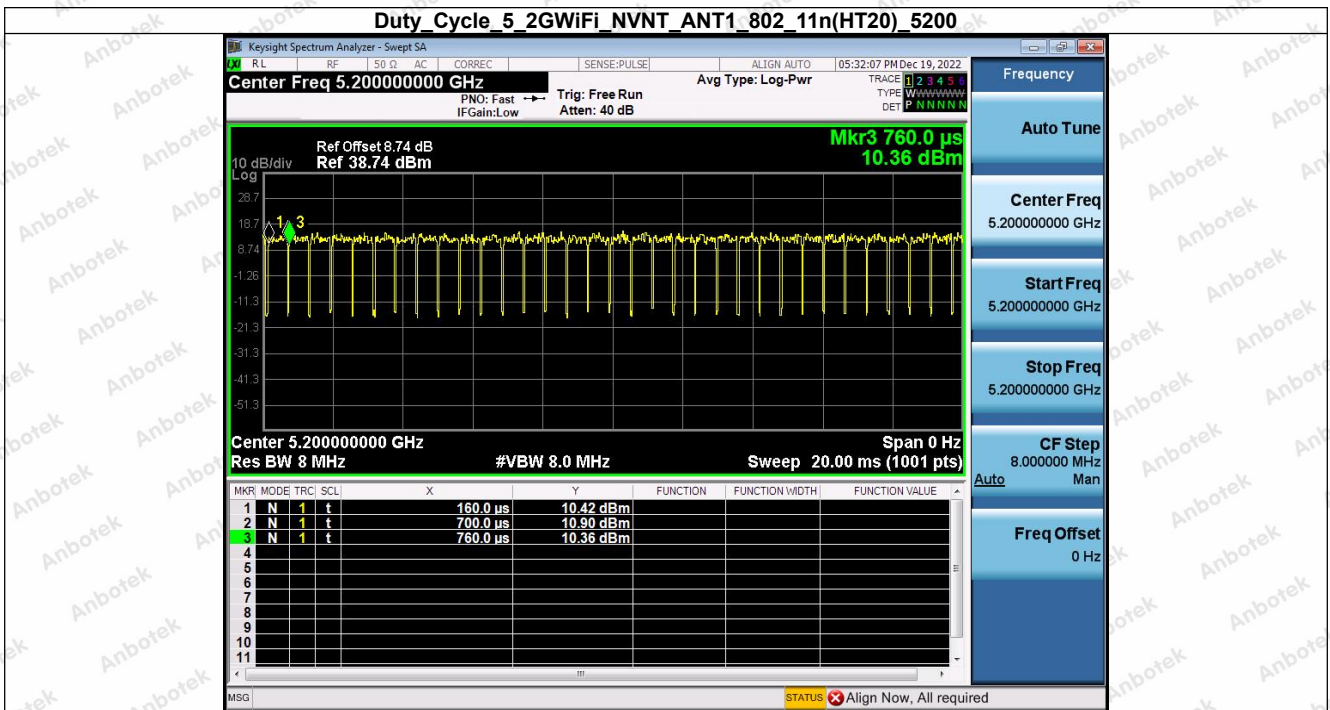 Duty_Cycle_5_2GWiFi_NVNT_ANT1_802_11n(HT20)_5200
Keysight Spectrum Analyzer - Swept SA
LXI RL RF 50 Ω AC CORREC SENSE:PULSE ALIGN AUTO 05:32:07 PM Dec 19, 2022
Center Freq 5.200000000 GHz
PNO: Fast
IFGain:Low
Trig: Free Run
Atten: 40 dB
Avg Type: Log-Pwr
TRACE 1 2 3 4 5 6
TYPE WWWWWW
DET P N N N N N
Frequency
Auto Tune
Center Freq
5.200000000 GHz
Start Freq
5.200000000 GHz
Stop Freq
5.200000000 GHz
CF Step
8.000000 MHz
Auto Man
Freq Offset
0 Hz
Mkr3 760.0 µs
10.36 dBm
Ref Offset 8.74 dB
10 dB/div Ref 38.74 dBm
Log
28.7
18.7
8.74
-1.26
-11.3
-21.3
-31.3
-41.3
-51.3
1 3
Center 5.200000000 GHz Span 0 Hz
Res BW 8 MHz #VBW 8.0 MHz Sweep 20.00 ms (1001 pts)
MKR MODE TRC SCL X Y FUNCTION FUNCTION WIDTH FUNCTION VALUE
1 N 1 t 160.0 µs 10.42 dBm
2 N 1 t 700.0 µs 10.90 dBm
3 N 1 t 760.0 µs 10.36 dBm
4
5
6
7
8
9
10
11
MSG STATUS Align Now, All required